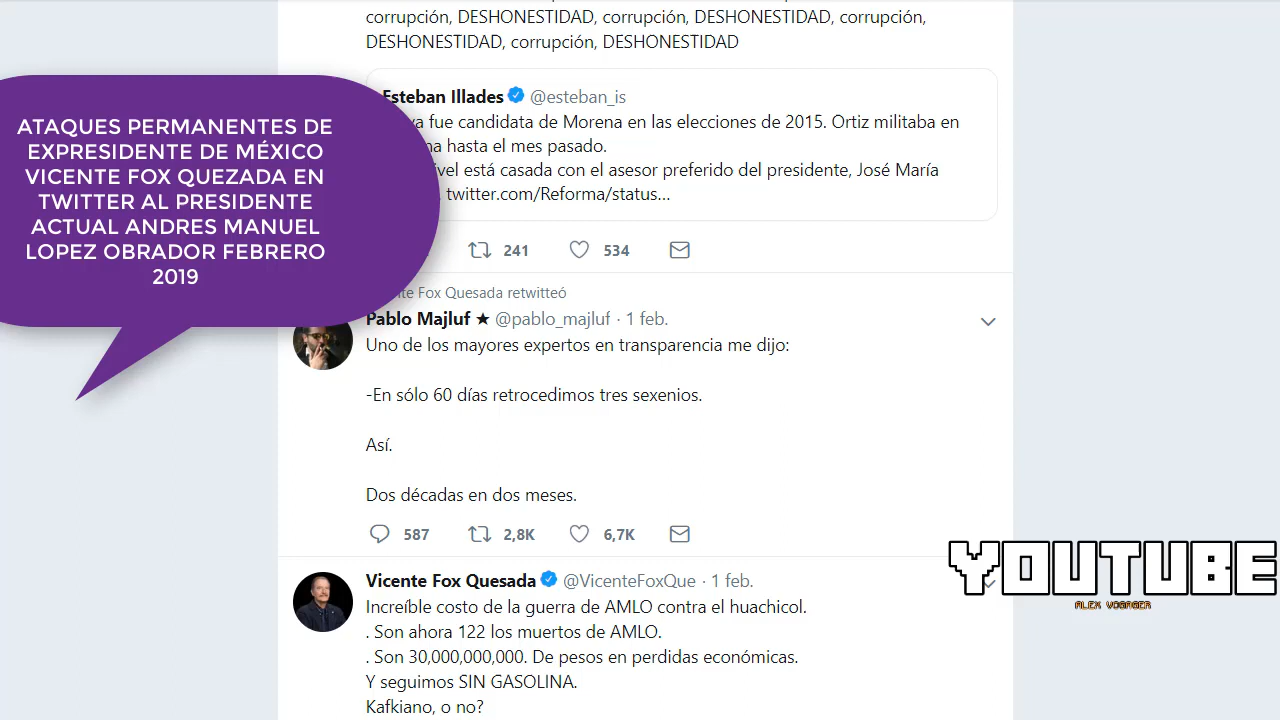 corrupción, DESHONESTIDAD, corrupción, DESHONESTIDAD, corrupción,
DESHONESTIDAD, corrupción, DESHONESTIDAD
Esteban Illades @esteban_is
fue candidata de Morena en las elecciones de 2015. Ortiz militaba en
hasta el mes pasado.
está casada con el asesor preferido del presidente, José María
twitter.com/Reforma/status...
241 534
ATAQUES PERMANENTES DE
EXPRESIDENTE DE MÉXICO
VICENTE FOX QUEZADA EN
TWITTER AL PRESIDENTE
ACTUAL ANDRES MANUEL
LOPEZ OBRADOR FEBRERO
2019
Fox Quesada retwitteó
Pablo Majluf ★ @pablo_majluf · 1 feb.
Uno de los mayores expertos en transparencia me dijo:
-En sólo 60 días retrocedimos tres sexenios.
Así.
Dos décadas en dos meses.
587 2,8K 6,7K
Vicente Fox Quesada @VicenteFoxQue · 1 feb.
Increíble costo de la guerra de AMLO contra el huachicol.
. Son ahora 122 los muertos de AMLO.
. Son 30,000,000,000. De pesos en perdidas económicas.
Y seguimos SIN GASOLINA.
Kafkiano, o no?
YOUTUBE
ALEX